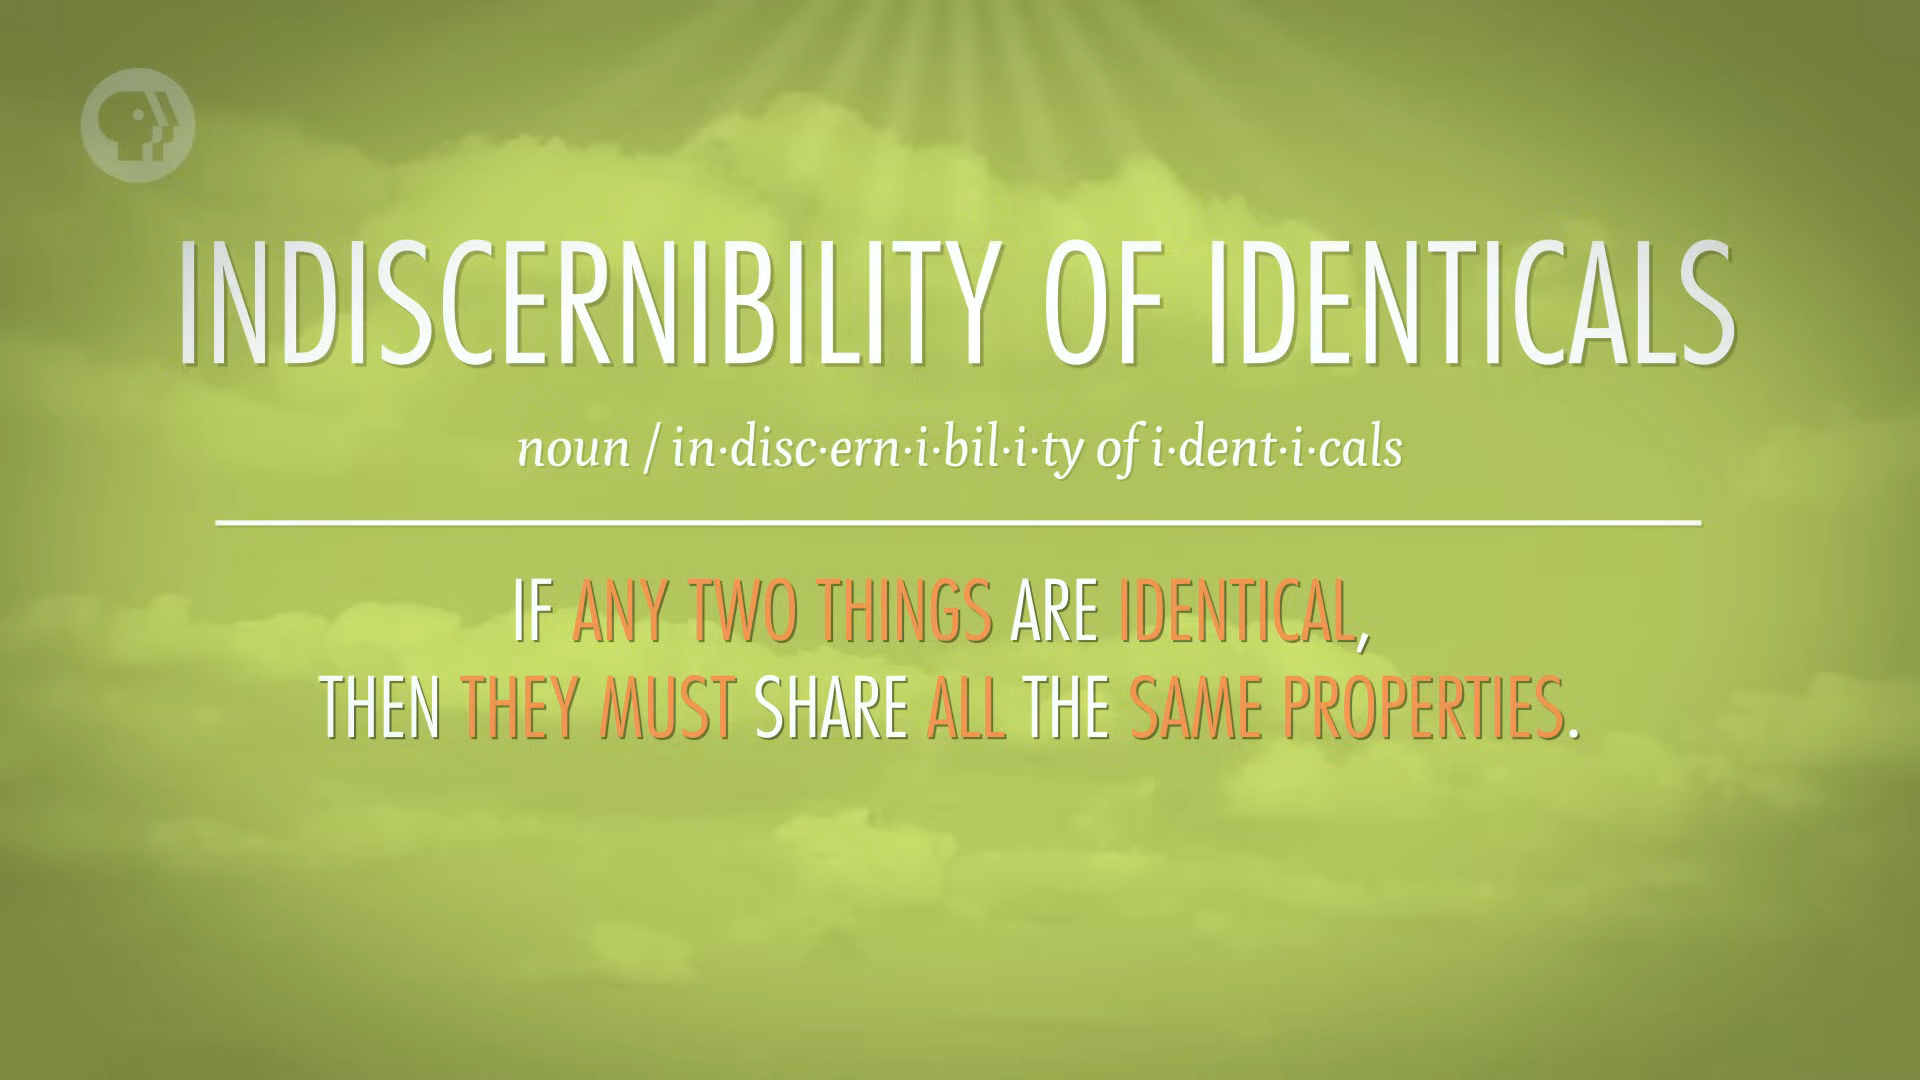 INDISCERNIBILITY OF IDENTICALS
noun / in·disc·ern·i·bil·i·ty of i·dent·i·cals
IF ANY TWO THINGS ARE IDENTICAL,
THEN THEY MUST SHARE ALL THE SAME PROPERTIES.